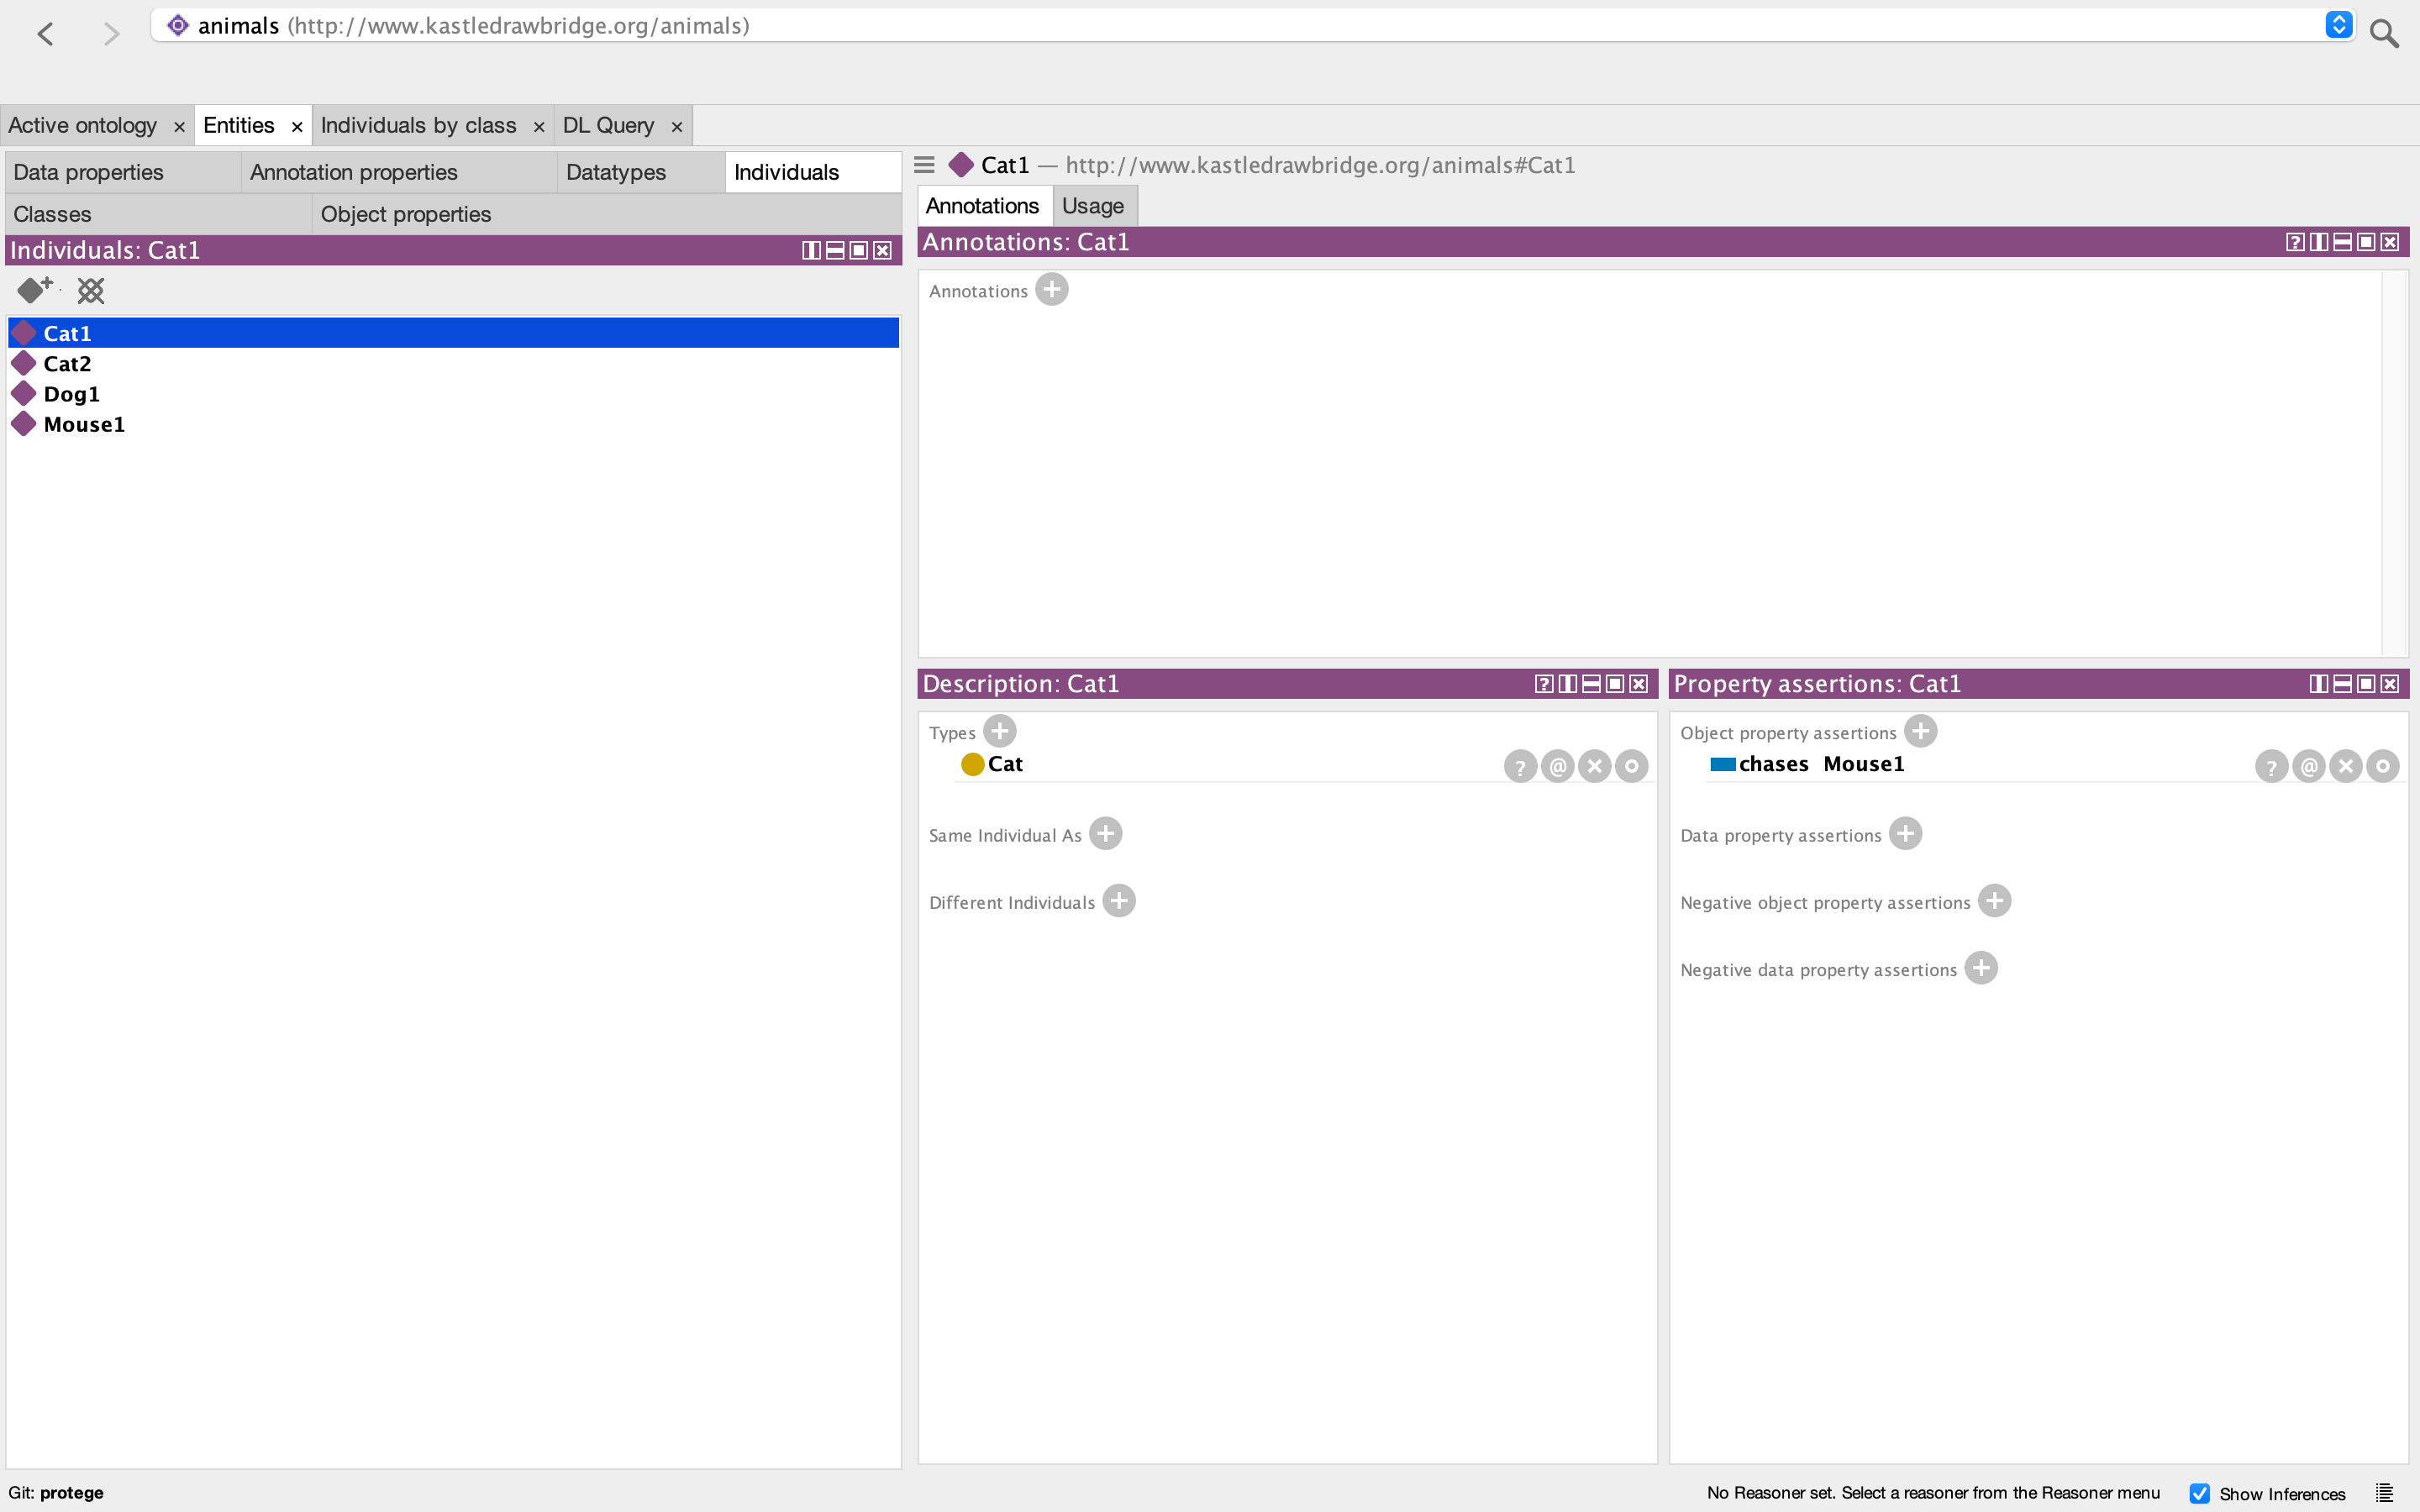 animals (http://www.kastledrawbridge.org/animals)
Active ontology × Entities × Individuals by class × DL Query ×
Data properties Annotation properties Datatypes Individuals
Classes Object properties
Individuals: Cat1
Cat1
Cat2
Dog1
Mouse1
Cat1 — http://www.kastledrawbridge.org/animals#Cat1
Annotations Usage
Annotations: Cat1
Annotations
Description: Cat1
Types
Cat
Same Individual As
Different Individuals
Property assertions: Cat1
Object property assertions
chases Mouse1
Data property assertions
Negative object property assertions
Negative data property assertions
Git: protege
No Reasoner set. Select a reasoner from the Reasoner menu Show Inferences